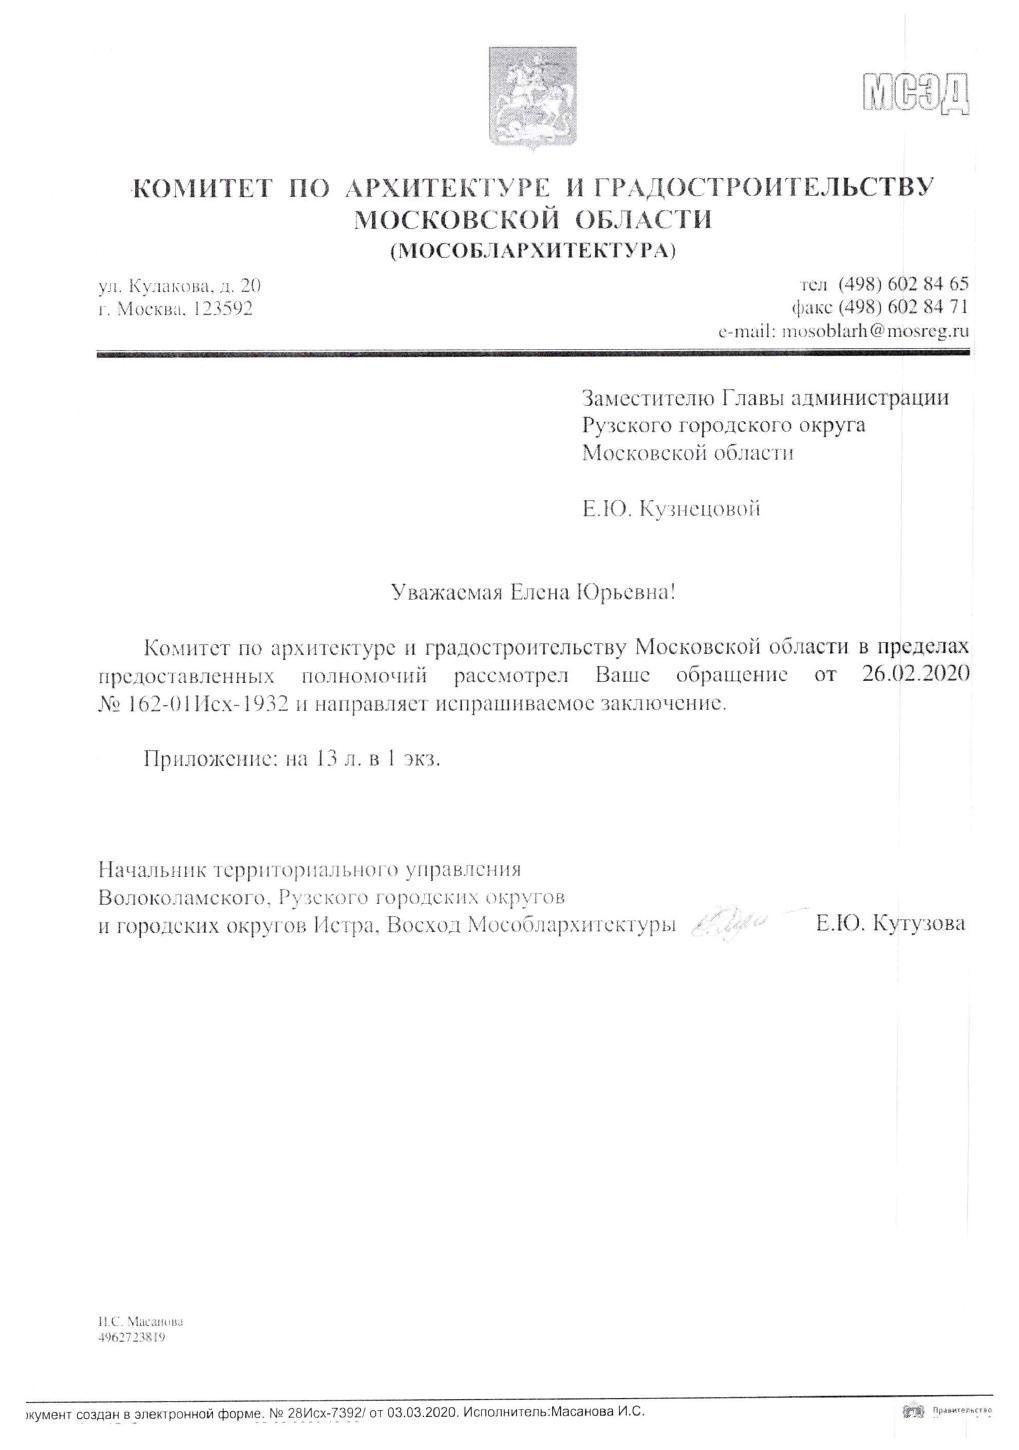 МСЭД
КОМИТЕТ ПО АРХИТЕКТУРЕ И ГРАДОСТРОИТЕЛЬСТВУ
МОСКОВСКОЙ ОБЛАСТИ
(МОСОБЛАРХИТЕКТУРА)
ул. Кулакова, д. 20
г. Москва, 123592
тел (498) 602 84 65
факс (498) 602 84 71
e-mail: mosoblarh@mosreg.ru
Заместителю Главы администрации
Рузского городского округа
Московской области
Е.Ю. Кузнецовой
Уважаемая Елена Юрьевна!
Комитет по архитектуре и градостроительству Московской области в пределах
предоставленных полномочий рассмотрел Ваше обращение от 26.02.2020
№ 162-01Исх-1932 и направляет испрашиваемое заключение.
Приложение: на 13 л. в 1 экз.
Начальник территориального управления
Волоколамского, Рузского городских округов
и городских округов Истра, Восход Мособлархитектуры Е.Ю. Кутузова
И.С. Масанова
4962723819
окумент создан в электронной форме. № 28Исх-7392/ от 03.03.2020. Исполнитель:Масанова И.С.
Правительство